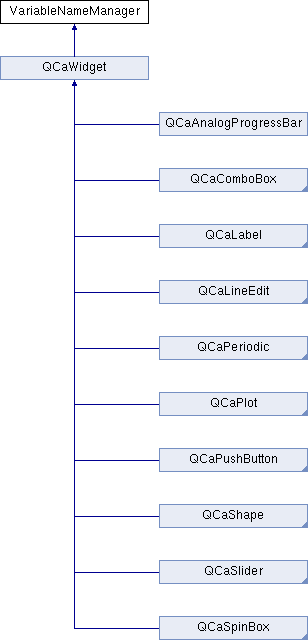 VariableNameManager
QCaWidget
QCaAnalogProgressBar
QCaComboBox
QCaLabel
QCaLineEdit
QCaPeriodic
QCaPlot
QCaPushButton
QCaShape
QCaSlider
QCaSpinBox